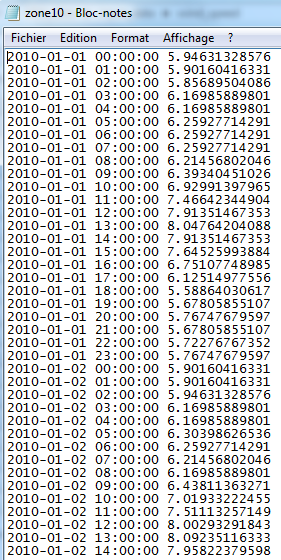 zone10 - Bloc-notes
Fichier Edition Format Affichage ?
2010-01-01 00:00:00 5.94631328576
2010-01-01 01:00:00 5.90160416331
2010-01-01 02:00:00 5.85689504086
2010-01-01 03:00:00 6.16985889801
2010-01-01 04:00:00 6.16985889801
2010-01-01 05:00:00 6.25927714291
2010-01-01 06:00:00 6.25927714291
2010-01-01 07:00:00 6.25927714291
2010-01-01 08:00:00 6.21456802046
2010-01-01 09:00:00 6.39340451026
2010-01-01 10:00:00 6.92991397965
2010-01-01 11:00:00 7.46642344904
2010-01-01 12:00:00 7.91351467353
2010-01-01 13:00:00 8.04764204088
2010-01-01 14:00:00 7.91351467353
2010-01-01 15:00:00 7.64525993884
2010-01-01 16:00:00 6.75107748985
2010-01-01 17:00:00 6.12514977556
2010-01-01 18:00:00 5.58864030617
2010-01-01 19:00:00 5.67805855107
2010-01-01 20:00:00 5.76747679597
2010-01-01 21:00:00 5.67805855107
2010-01-01 22:00:00 5.72276767352
2010-01-01 23:00:00 5.76747679597
2010-01-02 00:00:00 5.90160416331
2010-01-02 01:00:00 5.90160416331
2010-01-02 02:00:00 5.94631328576
2010-01-02 03:00:00 6.16985889801
2010-01-02 04:00:00 6.16985889801
2010-01-02 05:00:00 6.30398626536
2010-01-02 06:00:00 6.25927714291
2010-01-02 07:00:00 6.21456802046
2010-01-02 08:00:00 6.16985889801
2010-01-02 09:00:00 6.43811363271
2010-01-02 10:00:00 7.01933222455
2010-01-02 11:00:00 7.51113257149
2010-01-02 12:00:00 8.00293291843
2010-01-02 13:00:00 8.09235116333
2010-01-02 14:00:00 7.95822379598